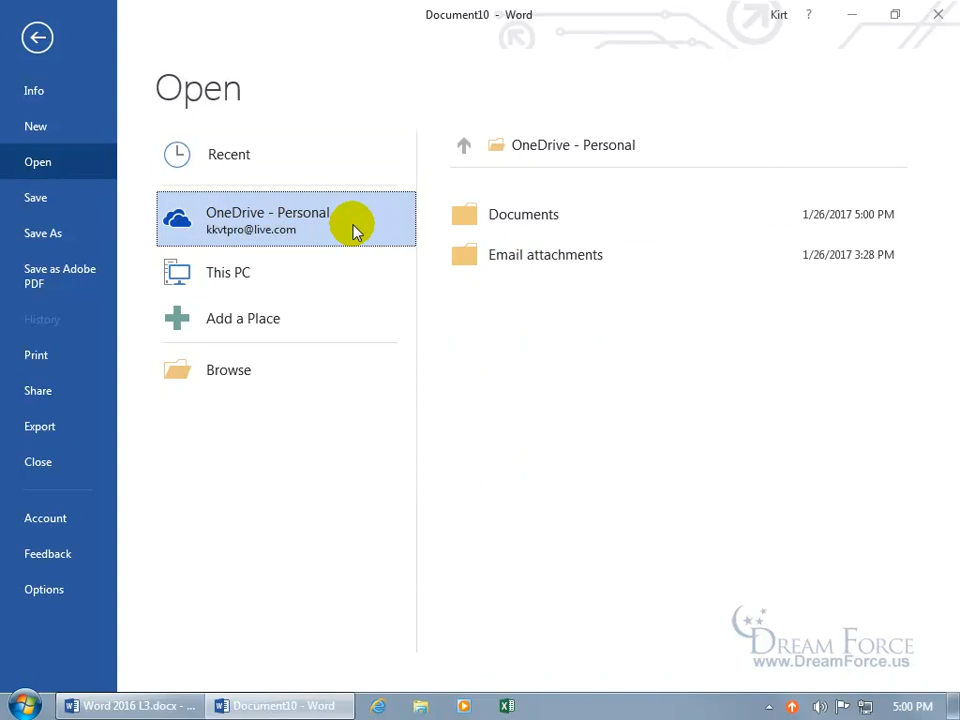 Document10 - Word
Kirt ?
Info
New
Open
Save
Save As
Save as Adobe
PDF
History
Print
Share
Export
Close
Account
Feedback
Options
Open
Recent
OneDrive - Personal
kkvtpro@live.com
This PC
Add a Place
Browse
OneDrive - Personal
Documents 1/26/2017 5:00 PM
Email attachments 1/26/2017 3:28 PM
DREAM FORCE
www.DreamForce.us
Word 2016 L3.docx - ...
Document10 - Word
5:00 PM